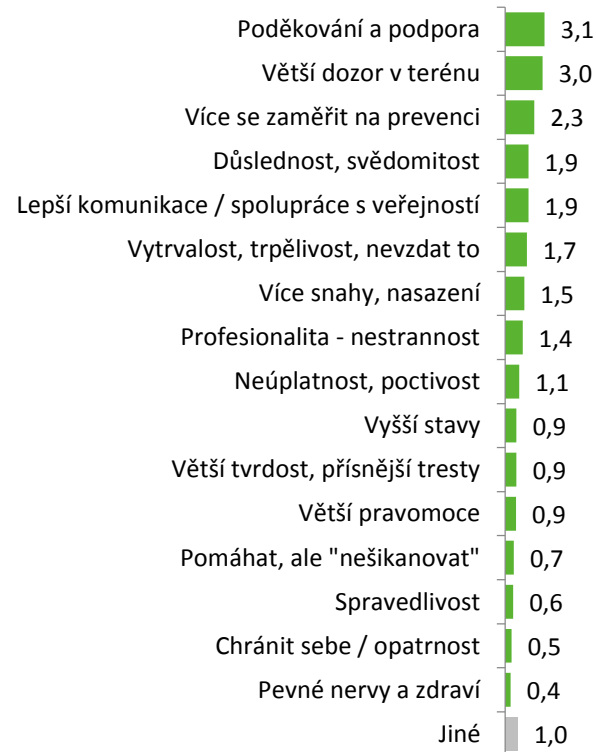 Poděkování a podpora 3,1
Větší dozor v terénu 3,0
Více se zaměřit na prevenci 2,3
Důslednost, svědomitost 1,9
Lepší komunikace / spolupráce s veřejností 1,9
Vytrvalost, trpělivost, nevzdat to 1,7
Více snahy, nasazení 1,5
Profesionalita - nestrannost 1,4
Neúplatnost, poctivost 1,1
Vyšší stavy 0,9
Větší tvrdost, přísnější tresty 0,9
Větší pravomoce 0,9
Pomáhat, ale "nešikanovat" 0,7
Spravedlivost 0,6
Chránit sebe / opatrnost 0,5
Pevné nervy a zdraví 0,4
Jiné 1,0